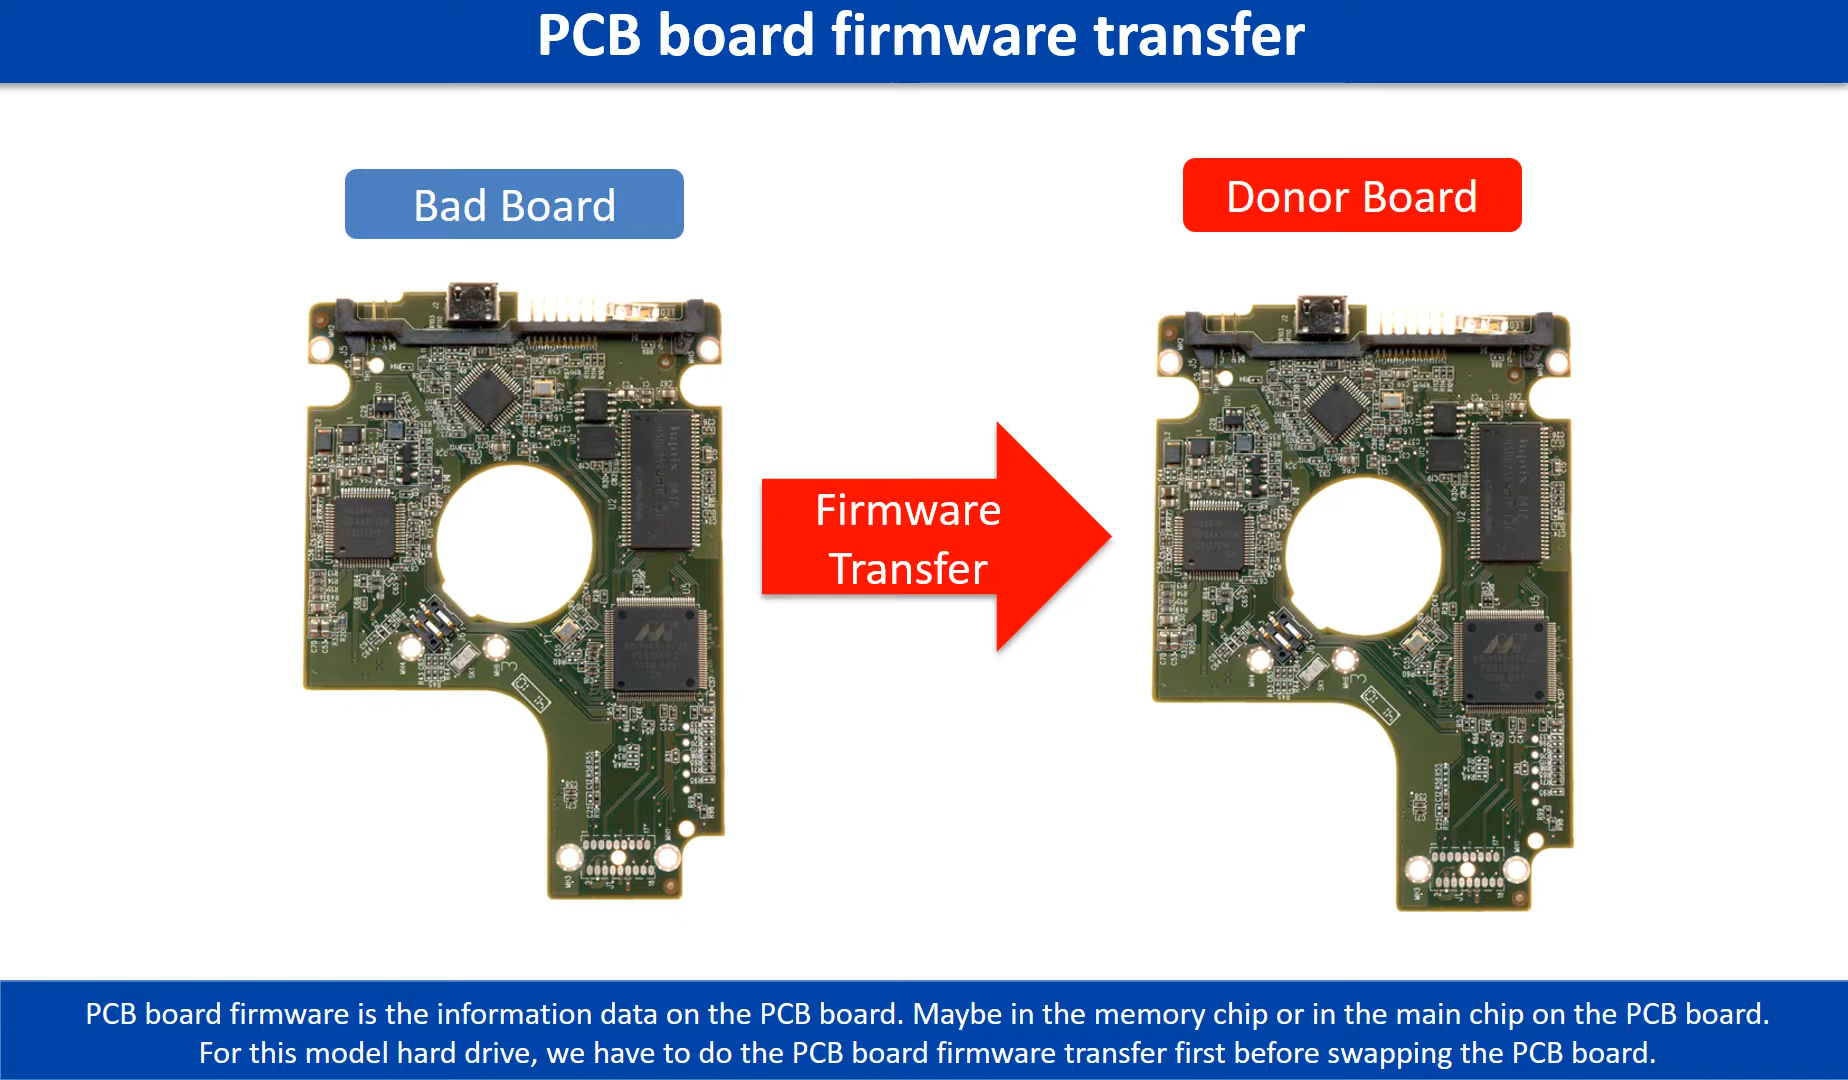 PCB board firmware transfer
Bad Board
Donor Board
Firmware
Transfer
PCB board firmware is the information data on the PCB board. Maybe in the memory chip or in the main chip on the PCB board.
For this model hard drive, we have to do the PCB board firmware transfer first before swapping the PCB board.